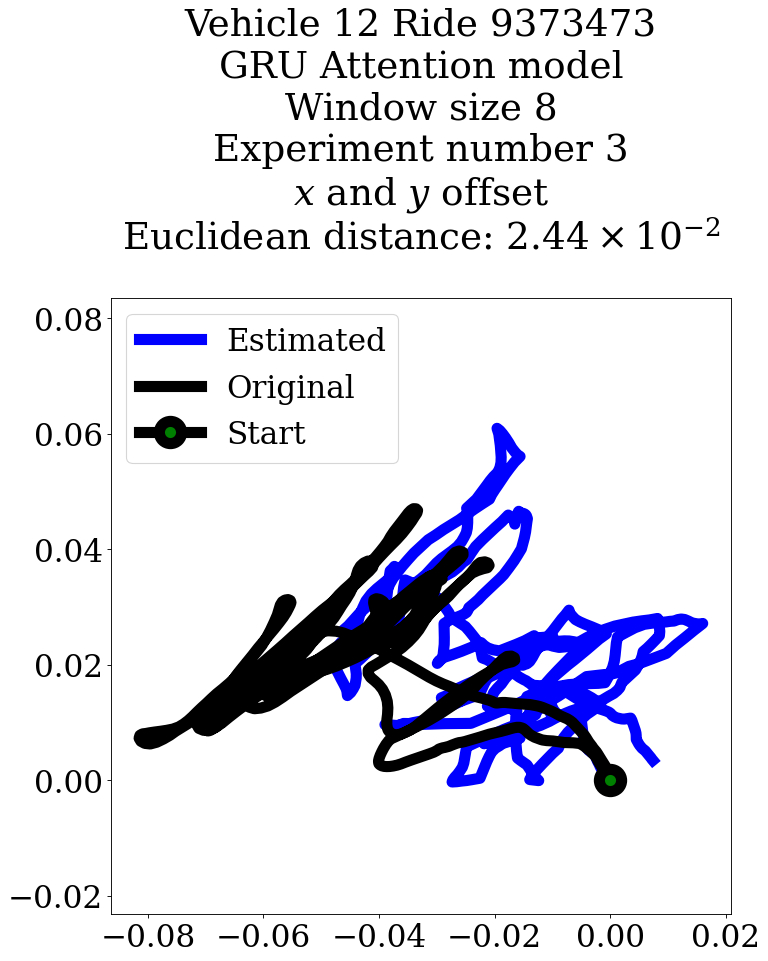 Vehicle 12 Ride 9373473
GRU Attention model
Window size 8
Experiment number 3
x and y offset
Euclidean distance: 2.44 × 10⁻²
Estimated
Original
Start
0.08
0.06
0.04
0.02
0.00
−0.02
−0.08 −0.06 −0.04 −0.02 0.00 0.02